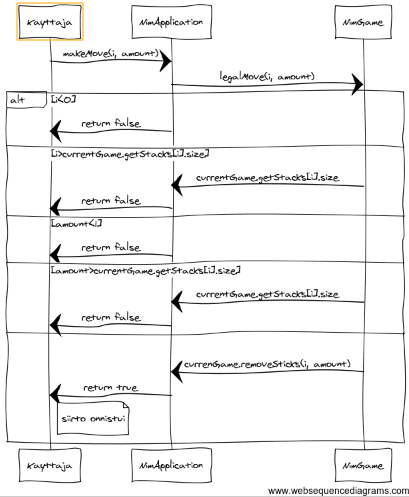 Käyttäjä NimApplication NimGame
makeMove(i, amount)
legalMove(i, amount)
alt [i<0]
return false
[i>currentGame.getStacks[i].size]
currentGame.getStacks[i].size
return false
[amount<1]
return false
[amount>currentGame.getStacks[i].size]
currentGame.getStacks[i].size
return false
currenGame.removeSticks(i, amount)
return true
siirto onnistui
Käyttäjä NimApplication NimGame
www.websequencediagrams.com